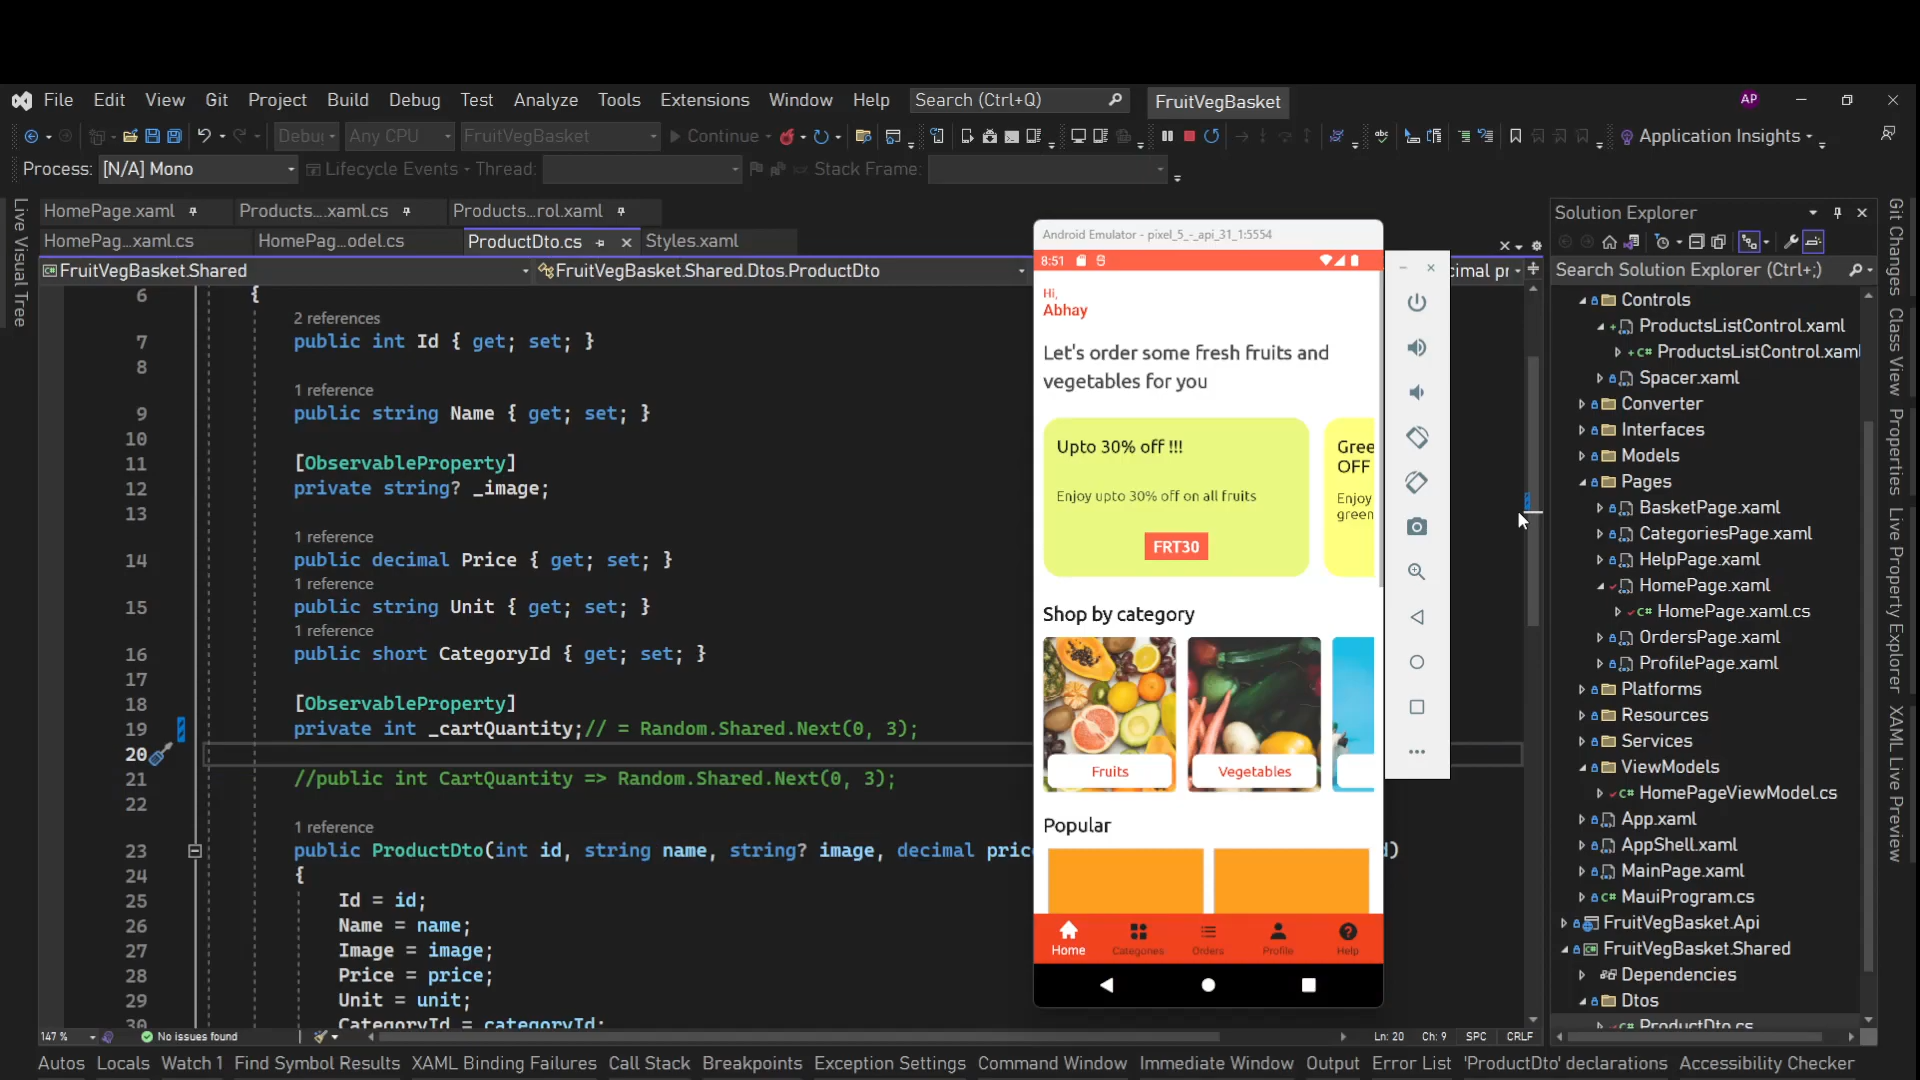 File Edit View Git Project Build Debug Test Analyze Tools Extensions Window Help Search (Ctrl+Q) FruitVegBasket AP
Debug Any CPU FruitVegBasket Continue Application Insights
Process: [N/A] Mono Lifecycle Events Thread: Stack Frame:
Live Visual Tree
HomePage.xaml Products....xaml.cs Products...rol.xaml
HomePag...xaml.cs HomePag...odel.cs ProductDto.cs Styles.xaml
FruitVegBasket.Shared FruitVegBasket.Shared.Dtos.ProductDto
6 {
2 references
7 public int Id { get; set; }
8
1 reference
9 public string Name { get; set; }
10
11 [ObservableProperty]
12 private string? _image;
13
1 reference
14 public decimal Price { get; set; }
1 reference
15 public string Unit { get; set; }
1 reference
16 public short CategoryId { get; set; }
17
18 [ObservableProperty]
19 private int _cartQuantity;// = Random.Shared.Next(0, 3);
20
21 //public int CartQuantity => Random.Shared.Next(0, 3);
22
1 reference
23 public ProductDto(int id, string name, string? image, decimal pric
24 {
25 Id = id;
26 Name = name;
27 Image = image;
28 Price = price;
29 Unit = unit;
30 CategoryId = categoryId;
147 % No issues found Ln: 20 Ch: 9 SPC CRLF
Android Emulator - pixel_5_-_api_31_1:5554
8:51
Hi,
Abhay
Let's order some fresh fruits and
vegetables for you
Upto 30% off !!!
Enjoy upto 30% off on all fruits
FRT30
Gree
OFF
Enjoy
green
Shop by category
Fruits
Vegetables
Popular
Home Categories Orders Profile Help
Solution Explorer
Search Solution Explorer (Ctrl+;)
Controls
ProductsListControl.xaml
ProductsListControl.xaml
Spacer.xaml
Converter
Interfaces
Models
Pages
BasketPage.xaml
CategoriesPage.xaml
HelpPage.xaml
HomePage.xaml
HomePage.xaml.cs
OrdersPage.xaml
ProfilePage.xaml
Platforms
Resources
Services
ViewModels
HomePageViewModel.cs
App.xaml
AppShell.xaml
MainPage.xaml
MauiProgram.cs
FruitVegBasket.Api
FruitVegBasket.Shared
Dependencies
Dtos
ProductDto.cs
Git Changes
Class View
Properties
Live Property Explorer
XAML Live Preview
Autos Locals Watch 1 Find Symbol Results XAML Binding Failures Call Stack Breakpoints Exception Settings Command Window Immediate Window Output Error List 'ProductDto' declarations Accessibility Checker